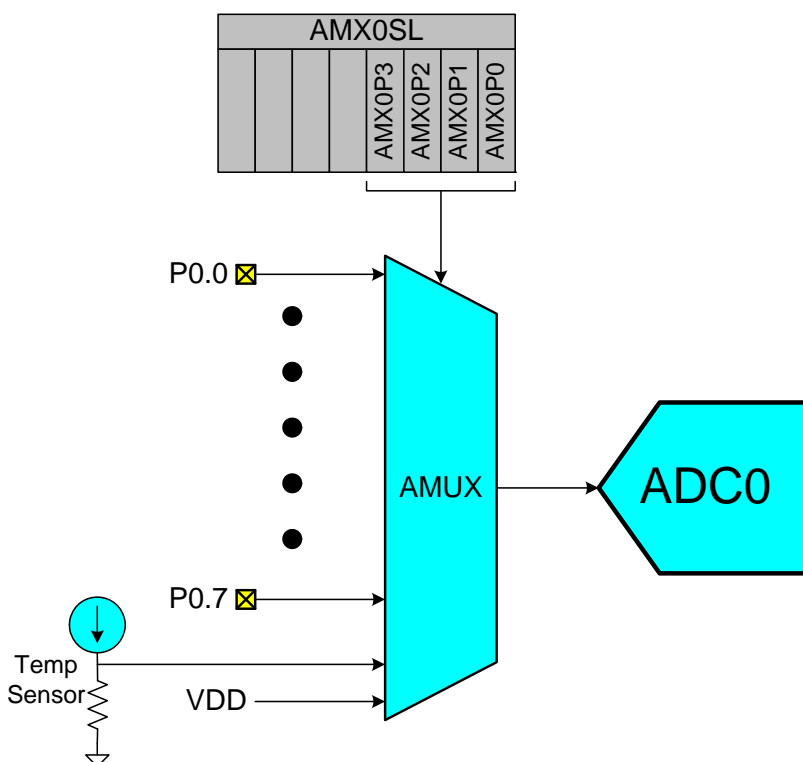 AMX0SL
AMX0P3
AMX0P2
AMX0P1
AMX0P0
P0.0
AMUX
ADC0
P0.7
Temp
Sensor
VDD